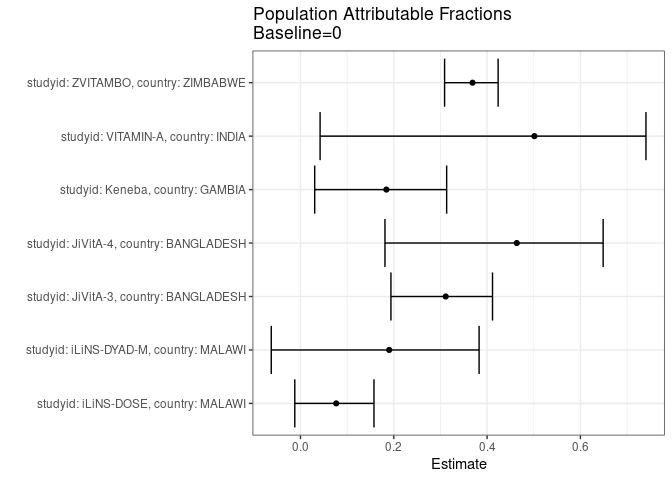 Population Attributable Fractions
Baseline=0
studyid: ZVITAMBO, country: ZIMBABWE
studyid: VITAMIN-A, country: INDIA
studyid: Keneba, country: GAMBIA
studyid: JiVitA-4, country: BANGLADESH
studyid: JiVitA-3, country: BANGLADESH
studyid: iLiNS-DYAD-M, country: MALAWI
studyid: iLiNS-DOSE, country: MALAWI
0.0 0.2 0.4 0.6
Estimate